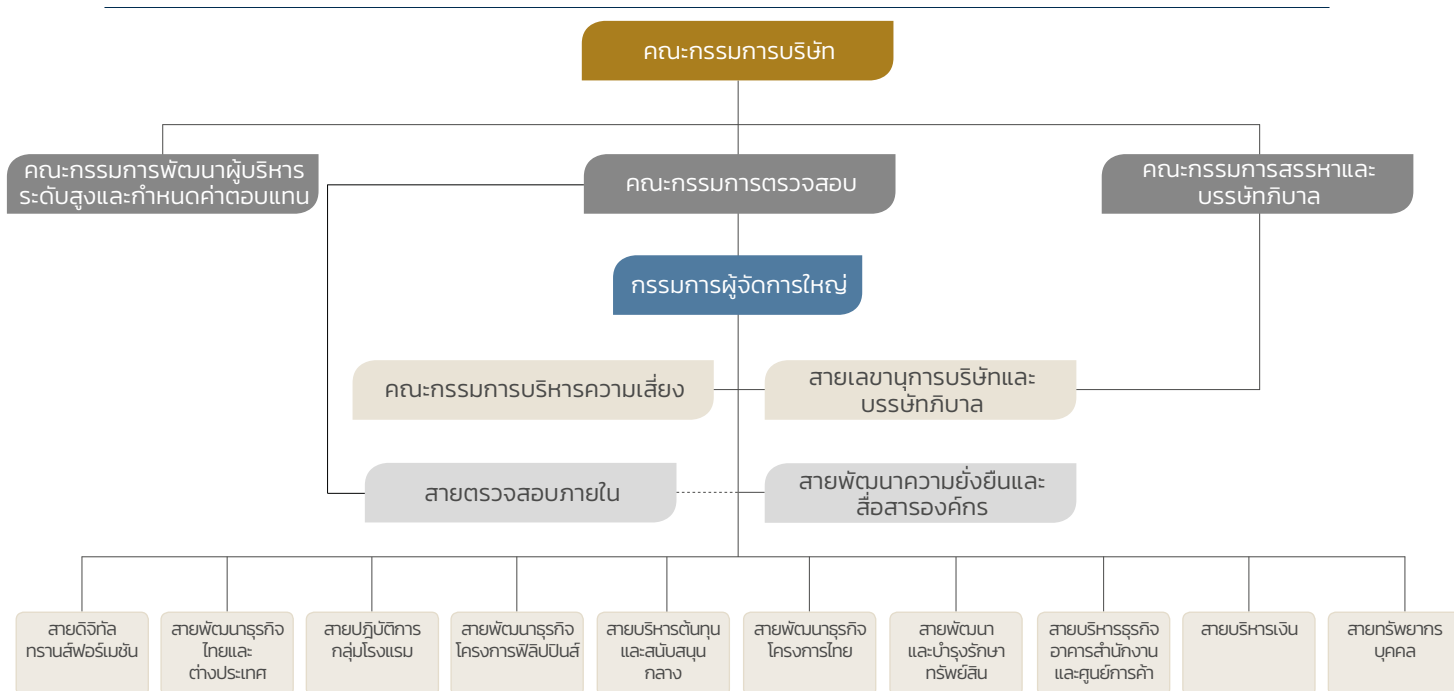 คณะกรรมการบริษัท
คณะกรรมการพัฒนาผู้บริหาร
ระดับสูงและกำหนดค่าตอบแทน
คณะกรรมการตรวจสอบ
คณะกรรมการสรรหาและ
บรรษัทภิบาล
กรรมการผู้จัดการใหญ่
คณะกรรมการบริหารความเสี่ยง
สายเลขานุการบริษัทและ
บรรษัทภิบาล
สายตรวจสอบภายใน
สายพัฒนาความยั่งยืนและ
สื่อสารองค์กร
สายดิจิทัล
ทรานส์ฟอร์เมชัน
สายพัฒนาธุรกิจ
ไทยและ
ต่างประเทศ
สายปฎิบัติการ
กลุ่มโรงแรม
สายพัฒนาธุรกิจ
โครงการฟิลิปปินส์
สายบริหารต้นทุน
และสนับสนุน
กลาง
สายพัฒนาธุรกิจ
โครงการไทย
สายพัฒนา
และบำรุงรักษา
ทรัพย์สิน
สายบริหารธุรกิจ
อาคารสำนักงาน
และศูนย์การค้า
สายบริหารเงิน
สายทรัพยากร
บุคคล